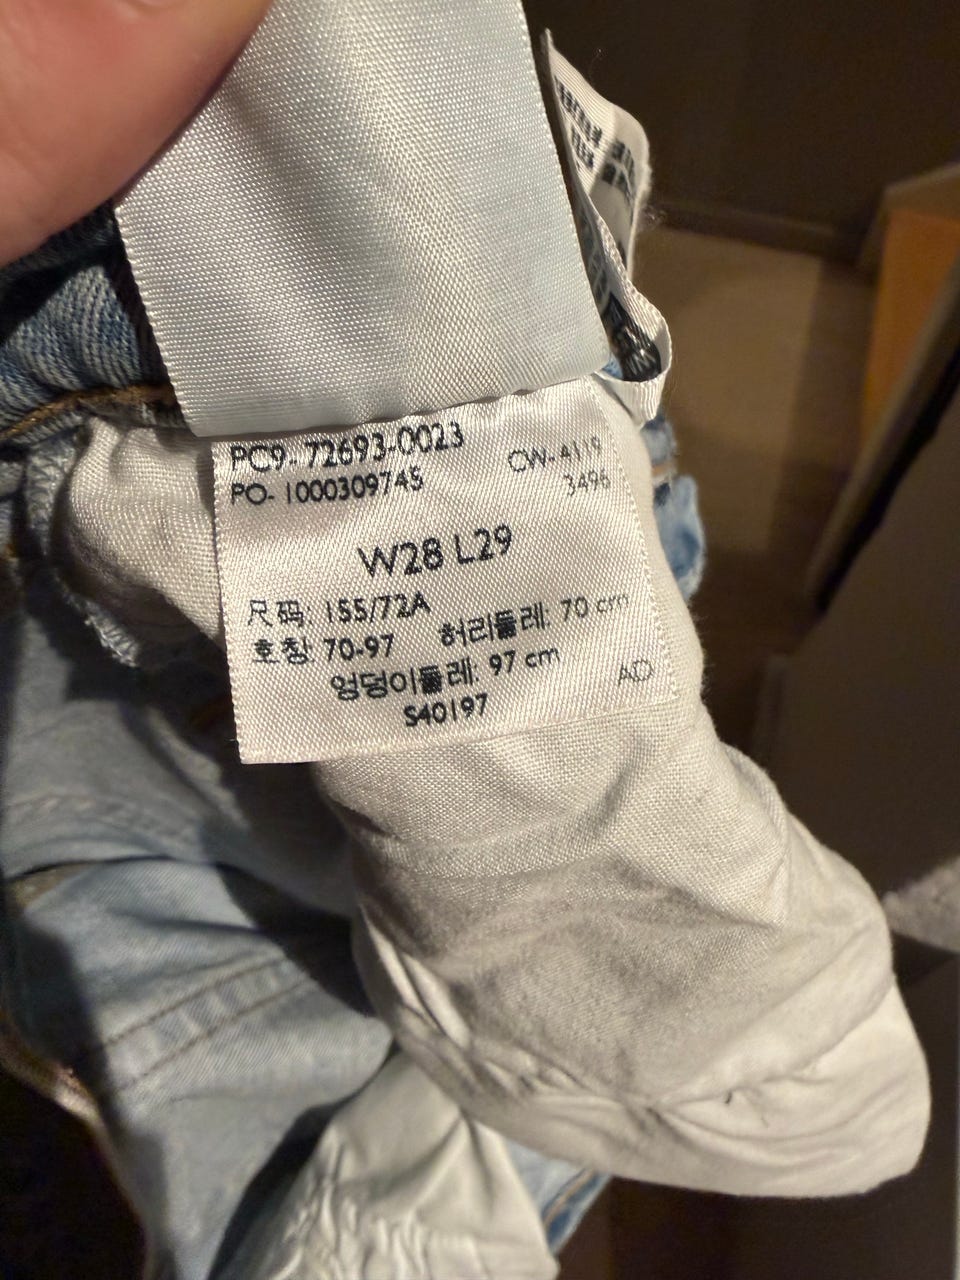 PC9- 72693-0023
CW- 4119
PO- 1000309745
3496
W28 L29
尺码: 155/72A
호칭: 70-97 허리둘레: 70 cm
엉덩이둘레: 97 cm
AD
S40197